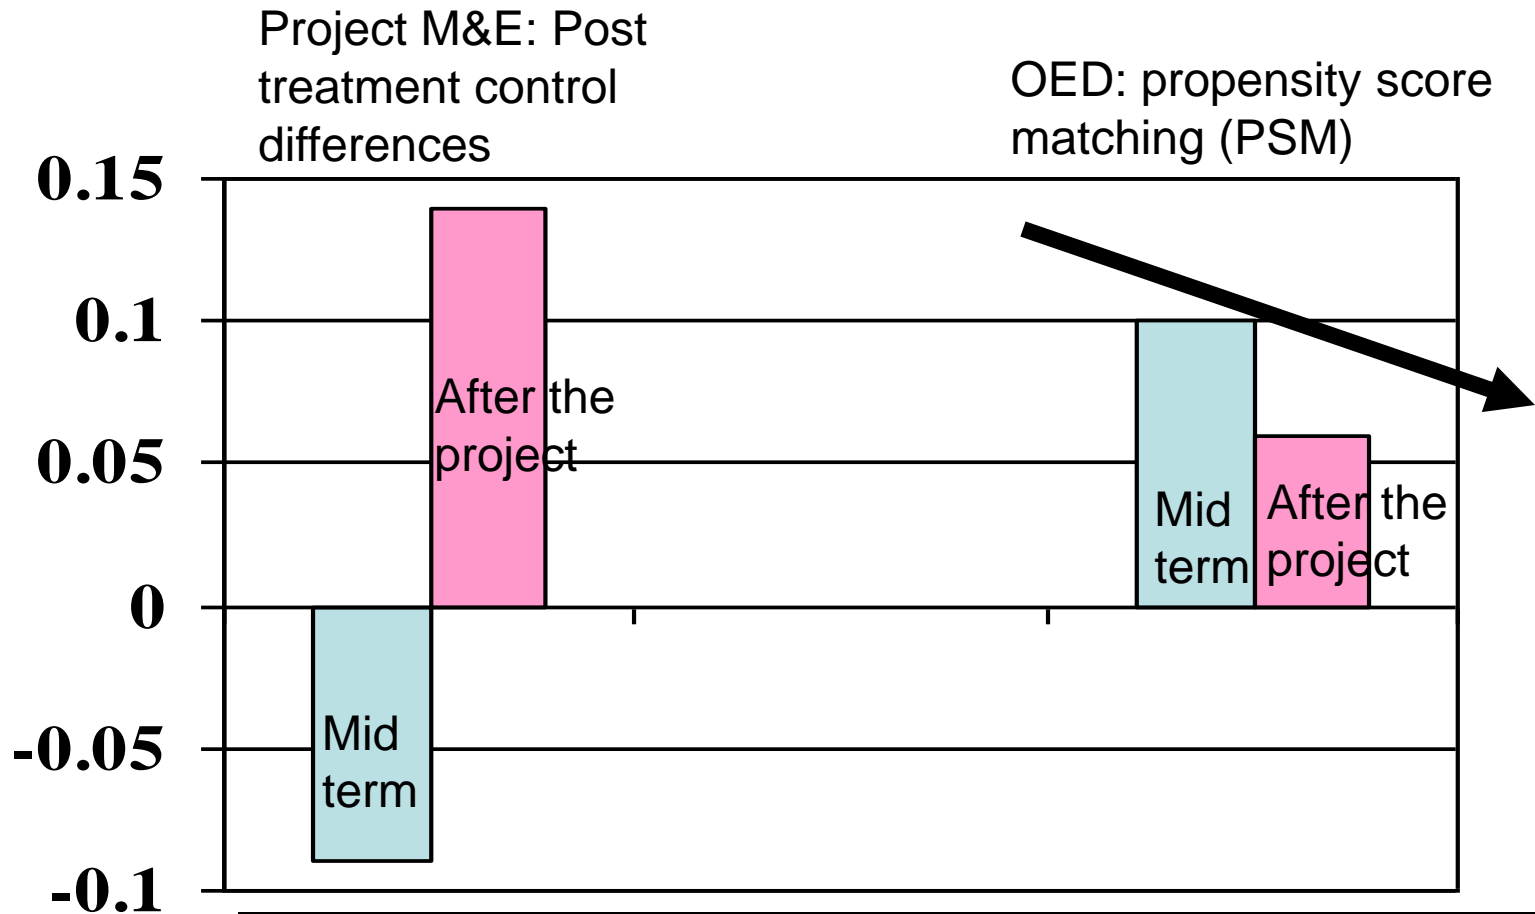 Project M&E: Post
treatment control
differences
OED: propensity score
matching (PSM)
0.15
0.1
0.05
0
-0.05
-0.1
After the
project
Mid
term
Mid
term
After the
project